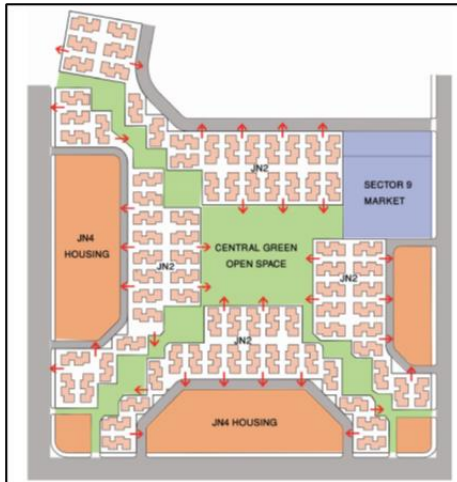 JN2
SECTOR 9
MARKET
JN4
HOUSING
JN2
CENTRAL GREEN
OPEN SPACE
JN2
JN2
JN4 HOUSING